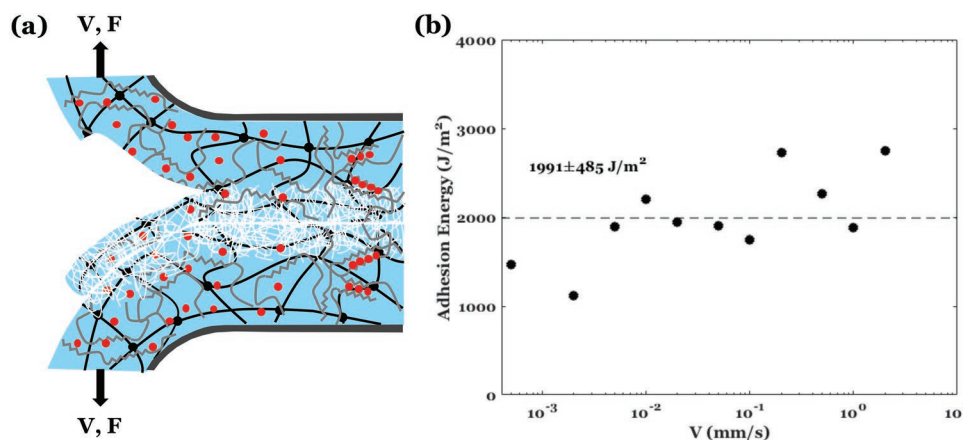 (a)
V, F
V, F
(b)
Adhesion Energy (J/m²)
4000
3000
2000
1000
0
1991±485 J/m²
10⁻³
10⁻²
10⁻¹
10⁰
10
V (mm/s)